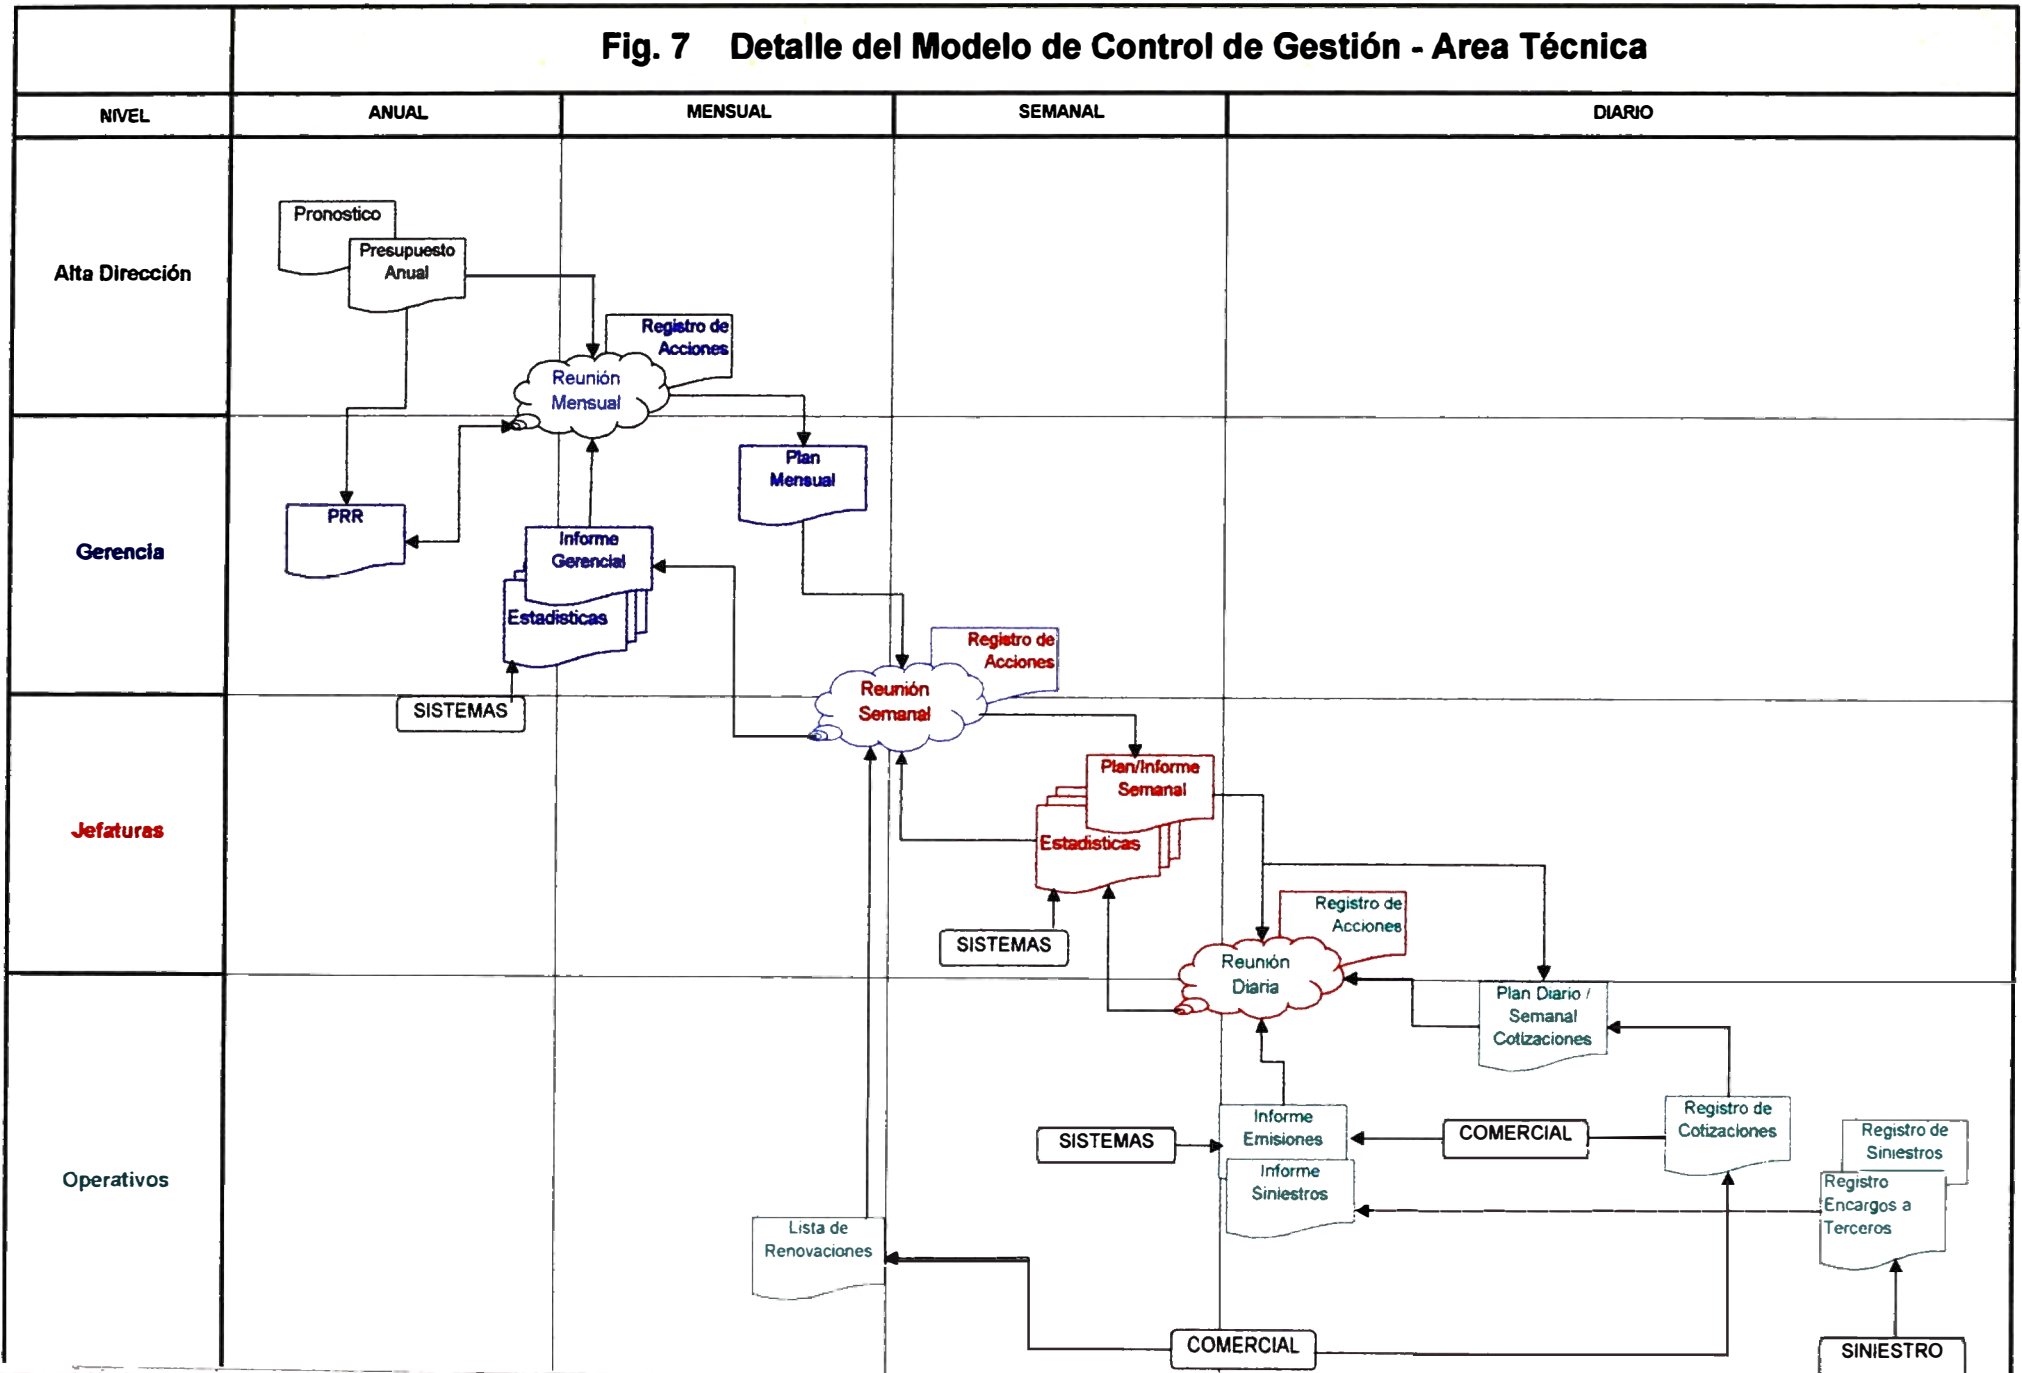 Fig. 7 Detalle del Modelo de Control de Gestión - Area Técnica
NIVEL
ANUAL
MENSUAL
SEMANAL
DIARIO
Alta Dirección
Pronostico
Presupuesto
Anual
Registro de
Acciones
Reunión
Mensual
Gerencia
PRR
Plan
Mensual
Informe
Gerencial
Estadisticas
SISTEMAS
Registro de
Acciones
Reunión
Semanal
Jefaturas
Plan/Informe
Semanal
Estadisticas
SISTEMAS
Registro de
Acciones
Reunión
Diaria
Plan Diario /
Semanal
Cotizaciones
Operativos
SISTEMAS
Informe
Emisiones
Informe
Siniestros
COMERCIAL
Registro de
Cotizaciones
Registro de
Siniestros
Registro
Encargos a
Terceros
Lista de
Renovaciones
COMERCIAL
SINIESTRO